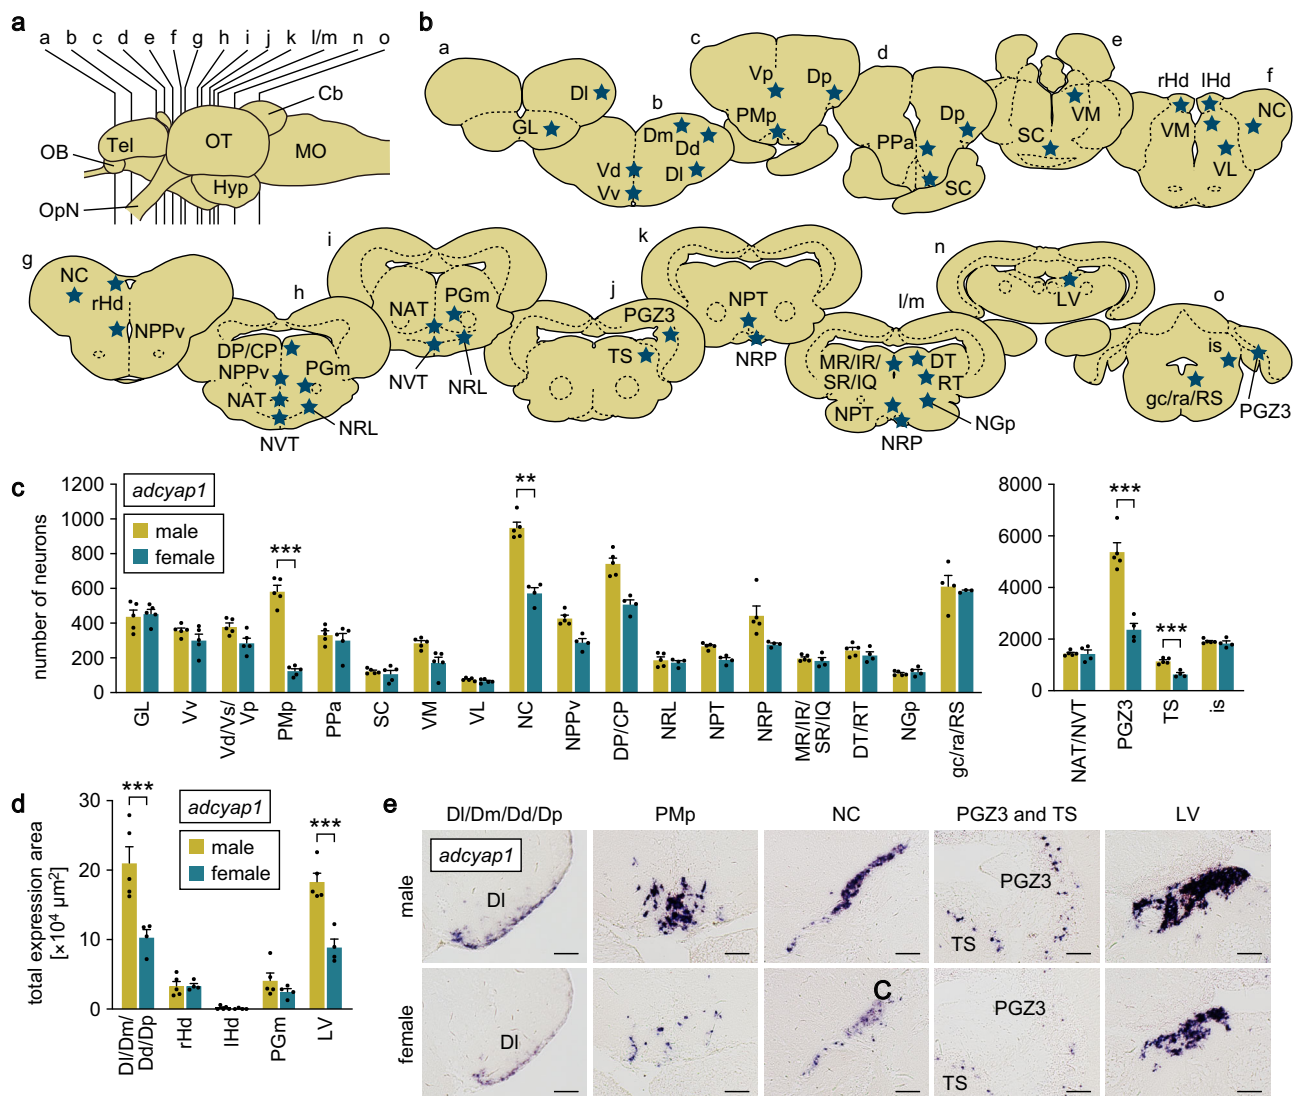 a
a b c d e f g h i j k l/m n o
Cb
Tel
OT
MO
OB
Hyp
OpN
b
a
Dl
GL
b
Dm
Dd
Vd
Dl
Vv
c
Vp
Dp
PMp
d
Dp
PPa
SC
e
VM
SC
f
rHd
lHd
NC
VM
VL
g
NC
rHd
NPPv
h
DP/CP
NPPv
PGm
NAT
NVT
NRL
i
NAT
PGm
NVT
NRL
j
PGZ3
TS
k
NPT
NRP
l/m
MR/IR/
SR/IQ
DT
RT
NPT
NGp
NRP
n
LV
o
is
gc/ra/RS
PGZ3
c
adcyap1
male
female
number of neurons
1200
1000
800
600
400
200
0
***
**
GL
Vv
Vd/Vs/
Vp
PMp
PPa
SC
VM
VL
NC
NPPv
DP/CP
NRL
NPT
NRP
MR/IR/
SR/IQ
DT/RT
NGp
gc/ra/RS
8000
6000
4000
2000
0
***
***
NAT/NVT
PGZ3
TS
is
d
adcyap1
male
female
total expression area
[×10⁴ μm²]
30
20
10
0
***
***
Dl/Dm/
Dd/Dp
rHd
lHd
PGm
LV
e
Dl/Dm/Dd/Dp
PMp
NC
PGZ3 and TS
LV
adcyap1
male
Dl
PGZ3
TS
female
Dl
C
PGZ3
TS